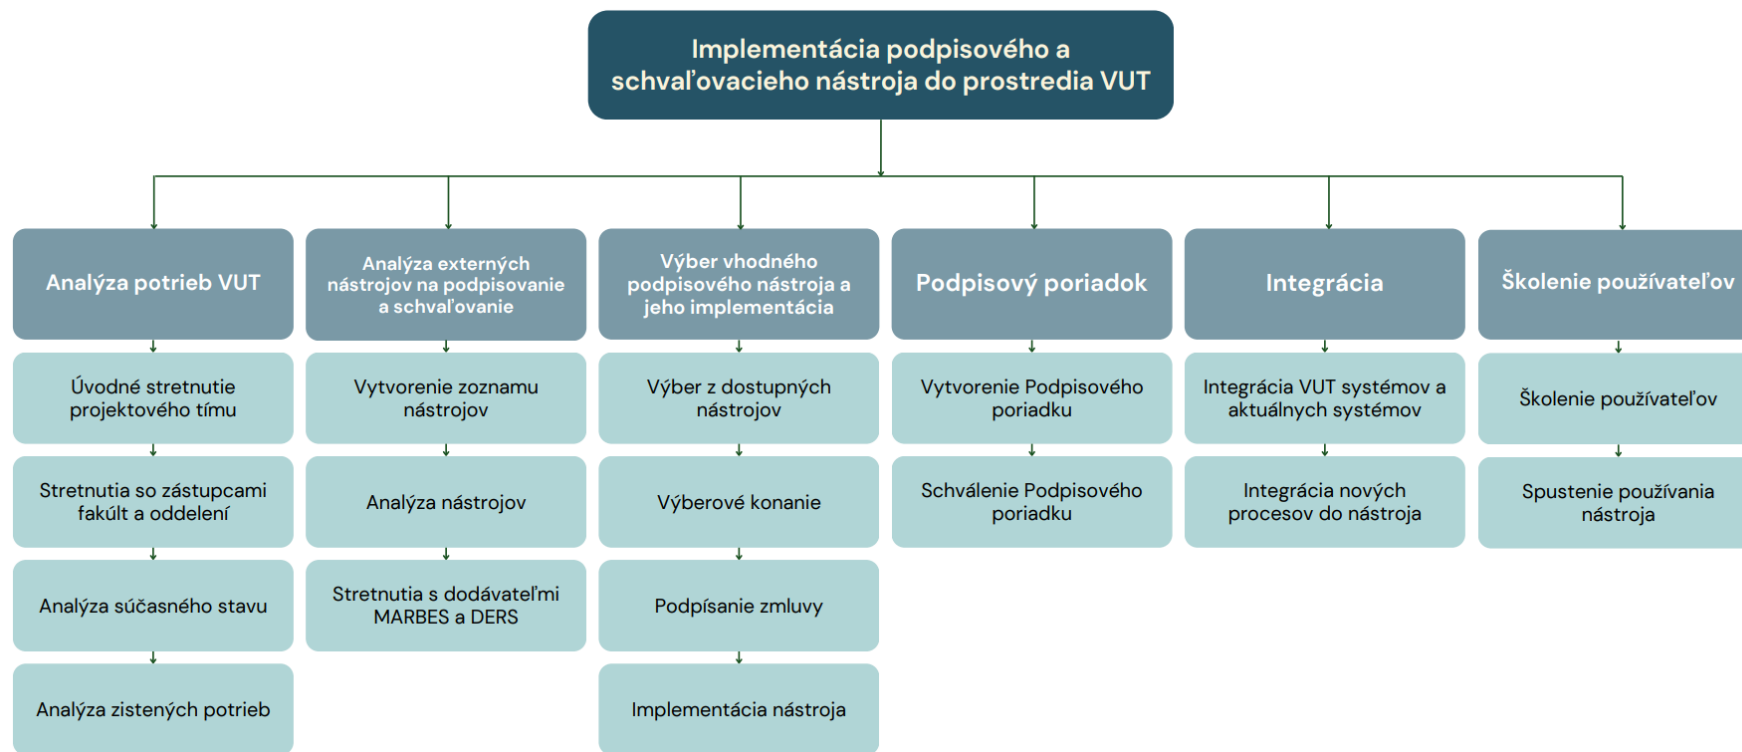 Implementácia podpisového a
schvaľovacieho nástroja do prostredia VUT
Analýza potrieb VUT
Úvodné stretnutie
projektového tímu
Stretnutia so zástupcami
fakúlt a oddelení
Analýza súčasného stavu
Analýza zistených potrieb
Analýza externých
nástrojov na podpisovanie
a schvaľovanie
Vytvorenie zoznamu
nástrojov
Analýza nástrojov
Stretnutia s dodávateľmi
MARBES a DERS
Výber vhodného
podpisového nástroja a
jeho implementácia
Výber z dostupných
nástrojov
Výberové konanie
Podpísanie zmluvy
Implementácia nástroja
Podpisový poriadok
Vytvorenie Podpisového
poriadku
Schválenie Podpisového
poriadku
Integrácia
Integrácia VUT systémov a
aktuálnych systémov
Integrácia nových
procesov do nástroja
Školenie používateľov
Školenie používateľov
Spustenie používania
nástroja